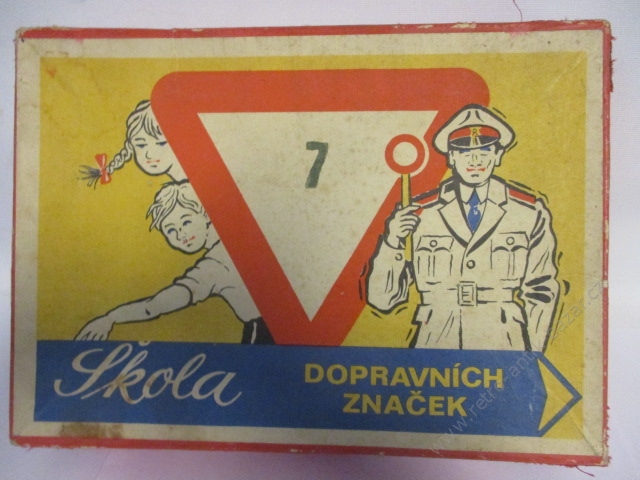 7
Škola
DOPRAVNÍCH
ZNAČEK